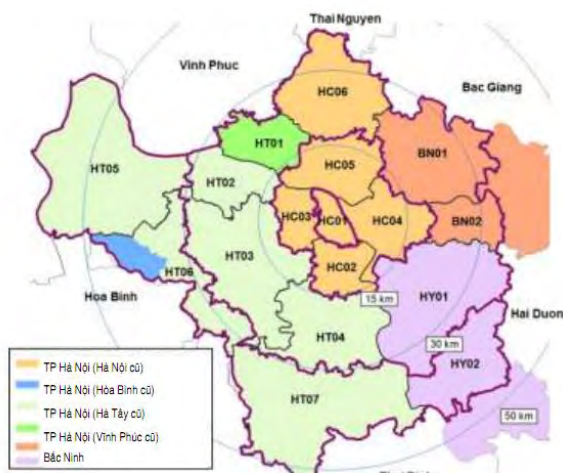 Thai Nguyen
Vinh Phuc
Bac Giang
HC06
HT01
BN01
HC05
HT05
HT02
HC03
HC01
HC04
BN02
HT03
HC02
HT06
HY01
15 km
Hoa Binh
Hai Duon
HT04
30 km
HY02
HT07
50 km
TP Hà Nội (Hà Nội cũ)
TP Hà Nội (Hòa Bình cũ)
TP Hà Nội (Hà Tây cũ)
TP Hà Nội (Vĩnh Phúc cũ)
Bắc Ninh